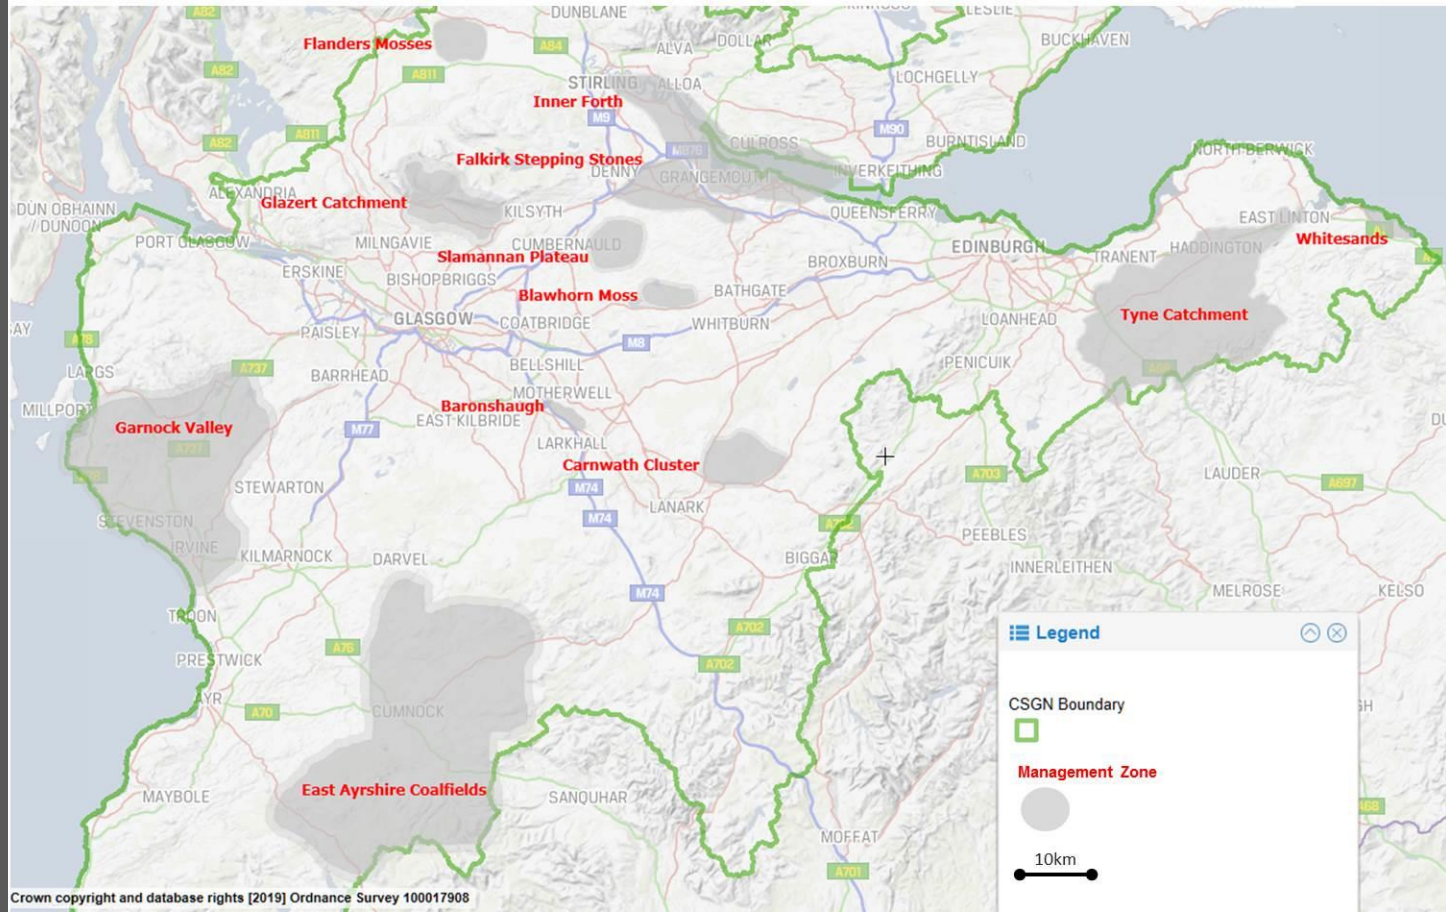 A82
DUNBLANE
LESLIE
Flanders Mosses
A84
ALVA
DOLLAR
BUCKHAVEN
A82
A811
STIRLING
ALLOA
LOCHGELLY
Inner Forth
M9
A82
A811
M876
CULROSS
M90
BURNTISLAND
Falkirk Stepping Stones
DENNY
GRANGEMOUTH
INVERKEITHING
NORTH BERWICK
ALEXANDRIA
Glazert Catchment
DÙN OBHAINN
/ DUNOON
KILSYTH
QUEENSFERRY
EAST LINTON
PORT GLASGOW
MILNGAVIE
CUMBERNAULD
EDINBURGH
HADDINGTON
Whitesands
Slamannan Plateau
BROXBURN
TRANENT
ERSKINE
BISHOPBRIGGS
Blawhorn Moss
BATHGATE
GLASGOW
COATBRIDGE
WHITBURN
LOANHEAD
Tyne Catchment
PAISLEY
A78
M8
BELLSHILL
PENICUIK
LARGS
A737
BARRHEAD
MOTHERWELL
MILLPORT
Baronshaugh
EAST KILBRIDE
Garnock Valley
M77
A737
LARKHALL
Carnwath Cluster
A703
LAUDER
A697
STEWARTON
M74
LANARK
STEVENSTON
M74
A702
IRVINE
KILMARNOCK
DARVEL
BIGGAR
PEEBLES
INNERLEITHEN
M74
MELROSE
KELSO
TROON
A702
A76
Legend
PRESTWICK
A702
AYR
A70
CUMNOCK
CSGN Boundary
Management Zone
East Ayrshire Coalfields
MAYBOLE
SANQUHAR
A68
MOFFAT
10km
A701
Crown copyright and database rights [2019] Ordnance Survey 100017908